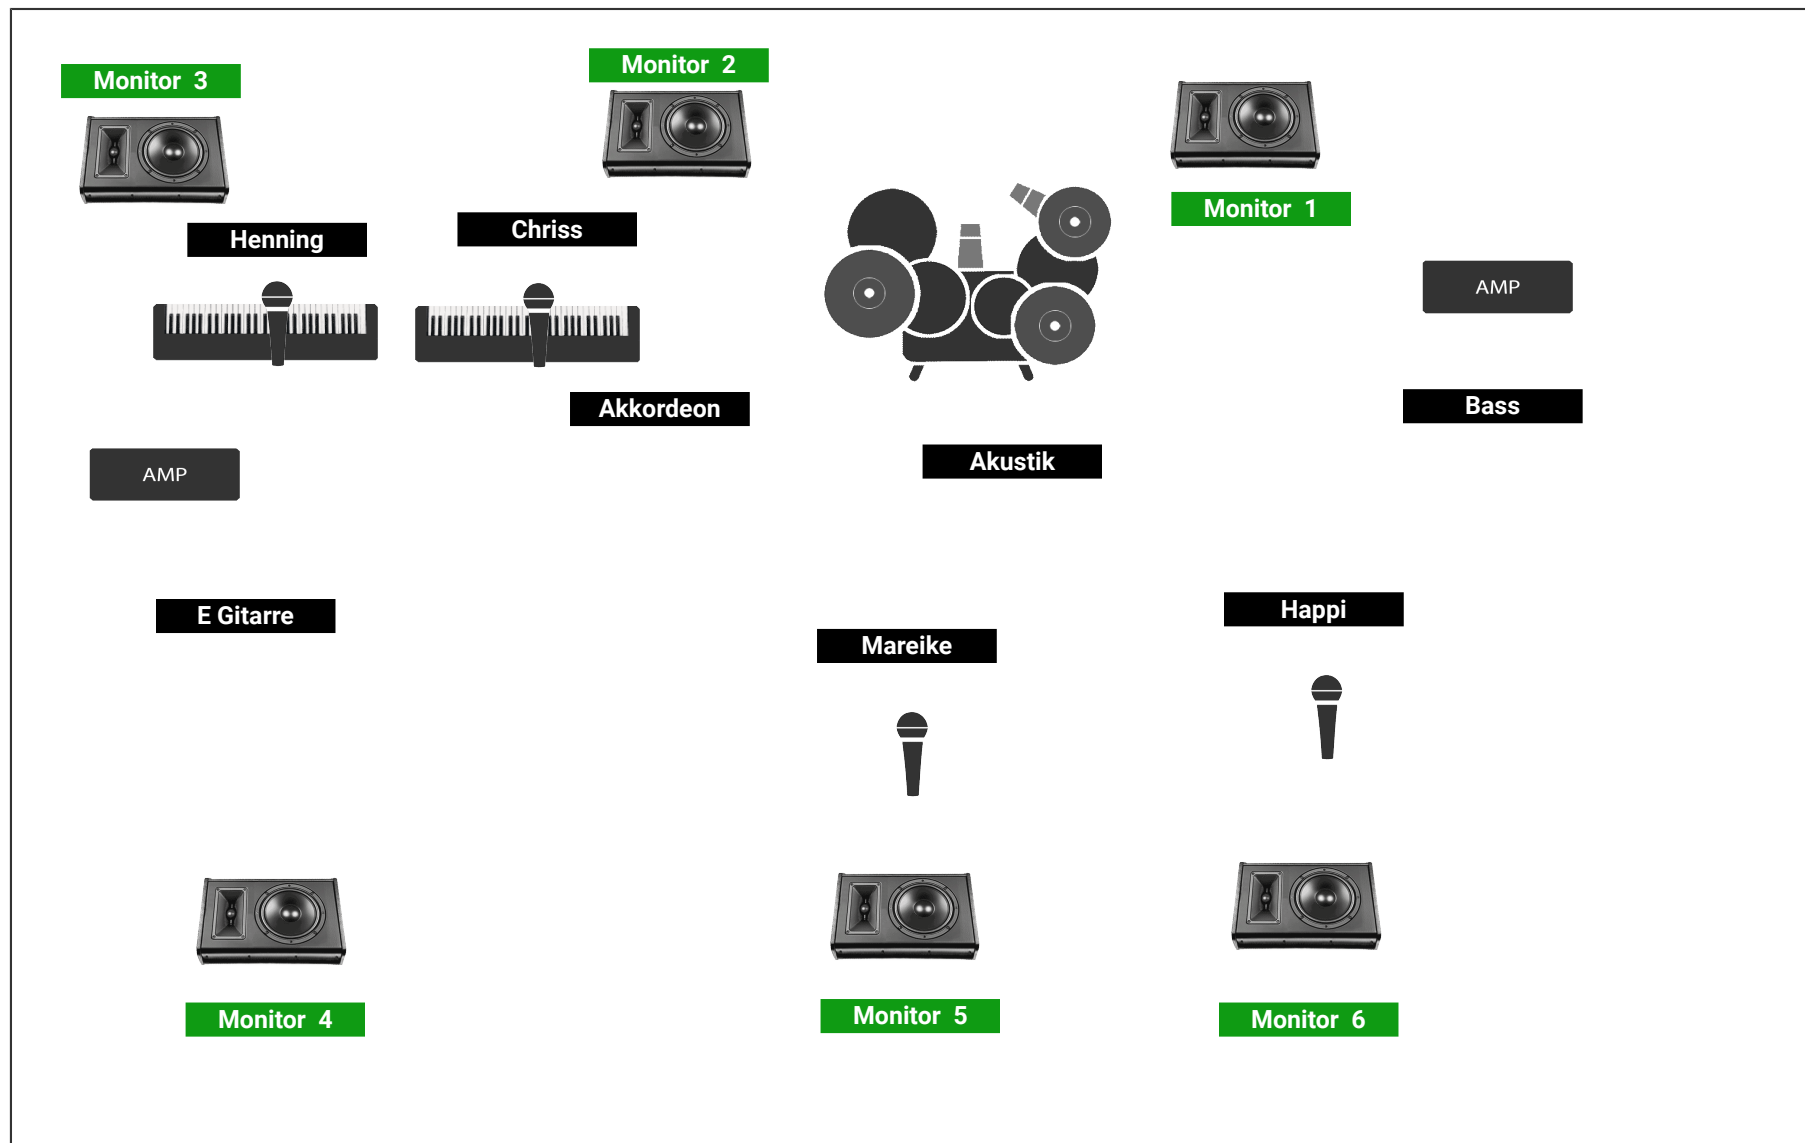 Monitor 3
Monitor 2
Monitor 1
Henning
Chriss
AMP
Akkordeon
Bass
AMP
Akustik
E Gitarre
Mareike
Happi
Monitor 4
Monitor 5
Monitor 6